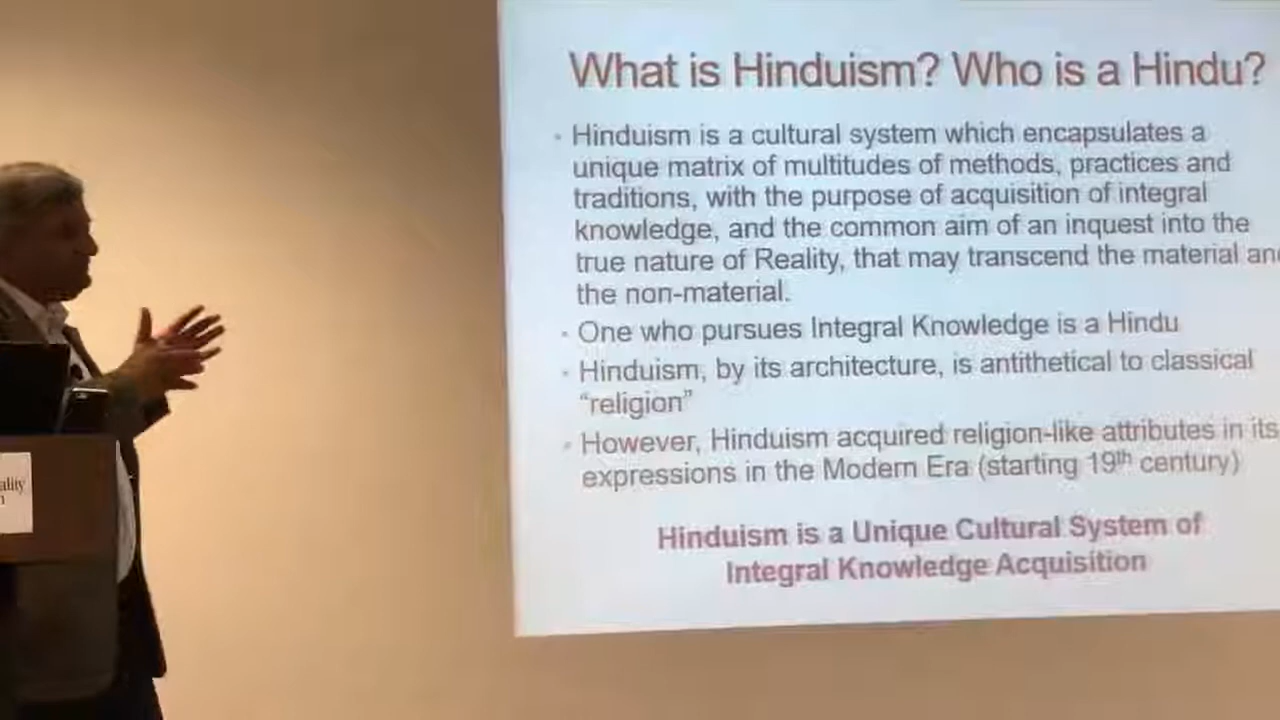 What is Hinduism? Who is a Hindu?
• Hinduism is a cultural system which encapsulates a
unique matrix of multitudes of methods, practices and
traditions, with the purpose of acquisition of integral
knowledge, and the common aim of an inquest into the
true nature of Reality, that may transcend the material
the non-material.
• One who pursues Integral Knowledge is a Hindu
• Hinduism, by its architecture, is antithetical to classical
“religion”
• However, Hinduism acquired religion-like attributes in its
expressions in the Modern Era (starting 19th century)
Hinduism is a Unique Cultural System of
Integral Knowledge Acquisition